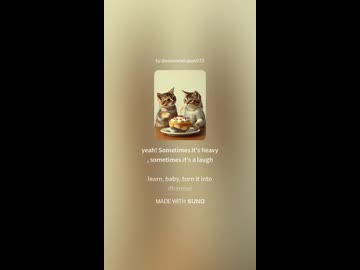 yeah! Sometimes it's heavy
, sometimes it's a laugh
learn, baby, turn it into
MADE WITH SUNO